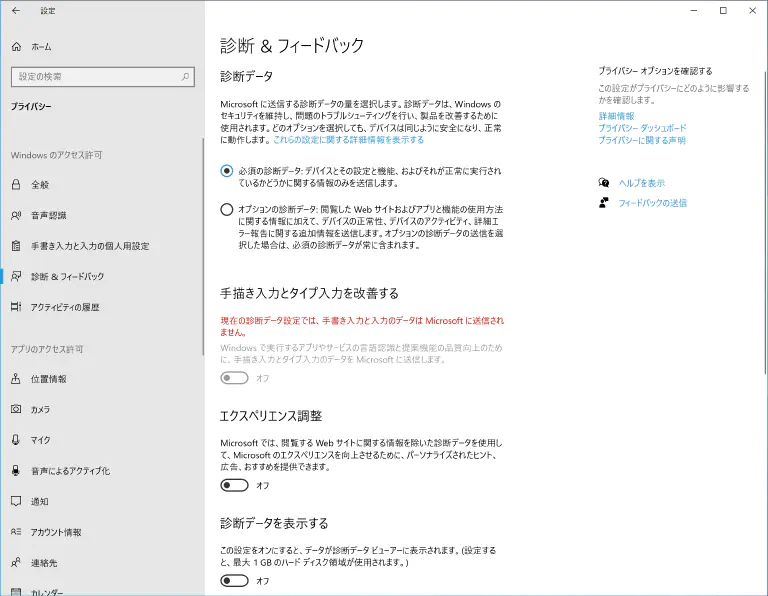 設定
ホーム
設定の検索
プライバシー
Windows のアクセス許可
全般
音声認識
手書き入力と入力の個人用設定
診断 & フィードバック
アクティビティの履歴
アプリのアクセス許可
位置情報
カメラ
マイク
音声によるアクティブ化
通知
アカウント情報
連絡先
カレンダー
診断 & フィードバック
診断データ
Microsoft に送信する診断データの量を選択します。診断データは、Windows の
セキュリティを維持し、問題のトラブルシューティングを行い、製品を改善するために
使用されます。どのオプションを選択しても、デバイスは同じように安全になり、正常
に動作します。これらの設定に関する詳細情報を表示する
必須の診断データ: デバイスとその設定と機能、およびそれが正常に実行され
ているかどうかに関する情報のみを送信します。
オプションの診断データ: 閲覧した Web サイトおよびアプリと機能の使用方法
に関する情報に加えて、デバイスの正常性、デバイスのアクティビティ、詳細エ
ラー報告に関する追加情報を送信します。オプションの診断データの送信を選
択した場合は、必須の診断データが常に含まれます。
手描き入力とタイプ入力を改善する
現在の診断データ設定では、手書き入力と入力のデータは Microsoft に送信され
ません。
Windows で実行するアプリやサービスの言語認識と提案機能の品質向上のため
に、手描き入力とタイプ入力のデータを Microsoft に送信します。
オフ
エクスペリエンス調整
Microsoft では、閲覧する Web サイトに関する情報を除いた診断データを使用し
て、Microsoft のエクスペリエンスを向上させるために、パーソナライズされたヒント、
広告、おすすめを提供できます。
オフ
診断データを表示する
この設定をオンにすると、データが診断データ ビューアーに表示されます。(設定する
と、最大 1 GB のハード ディスク領域が使用されます。)
オフ
プライバシー オプションを確認する
この設定がプライバシーにどのように影響する
かを確認します。
詳細情報
プライバシー ダッシュボード
プライバシーに関する声明
ヘルプを表示
フィードバックの送信